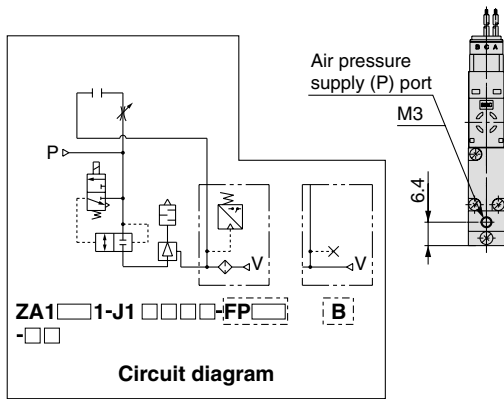 B C A
Air pressure
supply (P) port
M3
6.4
P
V
V
ZA1□1-J1□□□□-FP□ B
-□□
Circuit diagram